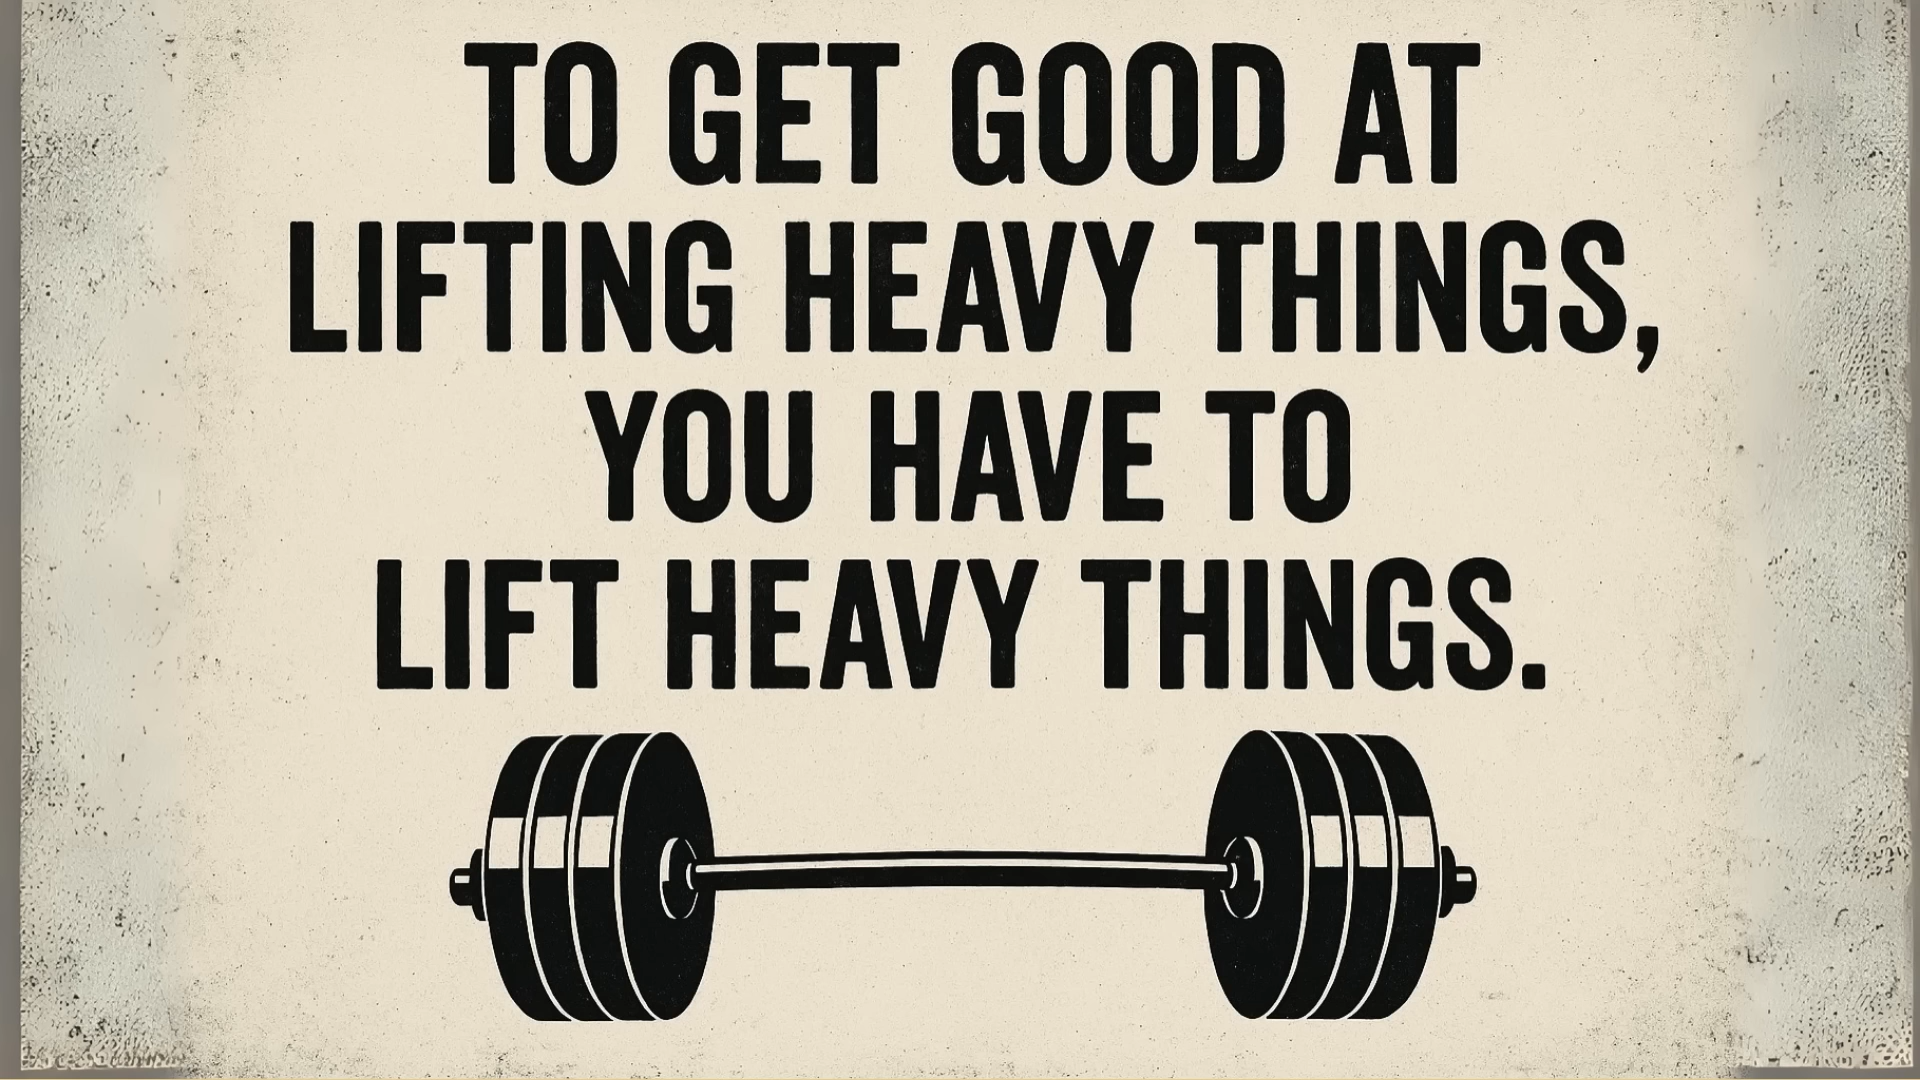 TO GET GOOD AT
LIFTING HEAVY THINGS,
YOU HAVE TO
LIFT HEAVY THINGS.